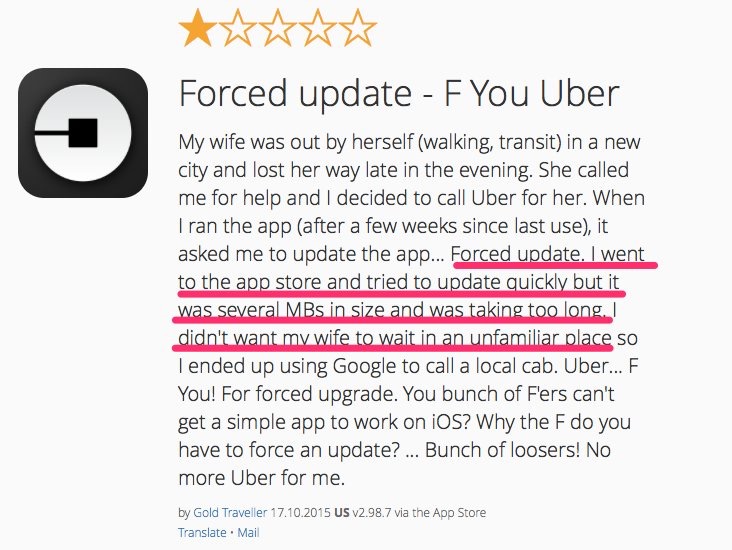 Forced update - F You Uber
My wife was out by herself (walking, transit) in a new
city and lost her way late in the evening. She called
me for help and I decided to call Uber for her. When
I ran the app (after a few weeks since last use), it
asked me to update the app... Forced update. I went
to the app store and tried to update quickly but it
was several MBs in size and was taking too long. I
didn't want my wife to wait in an unfamiliar place so
I ended up using Google to call a local cab. Uber... F
You! For forced upgrade. You bunch of F'ers can't
get a simple app to work on iOS? Why the F do you
have to force an update? ... Bunch of loosers! No
more Uber for me.
by Gold Traveller 17.10.2015 US v2.98.7 via the App Store
Translate • Mail